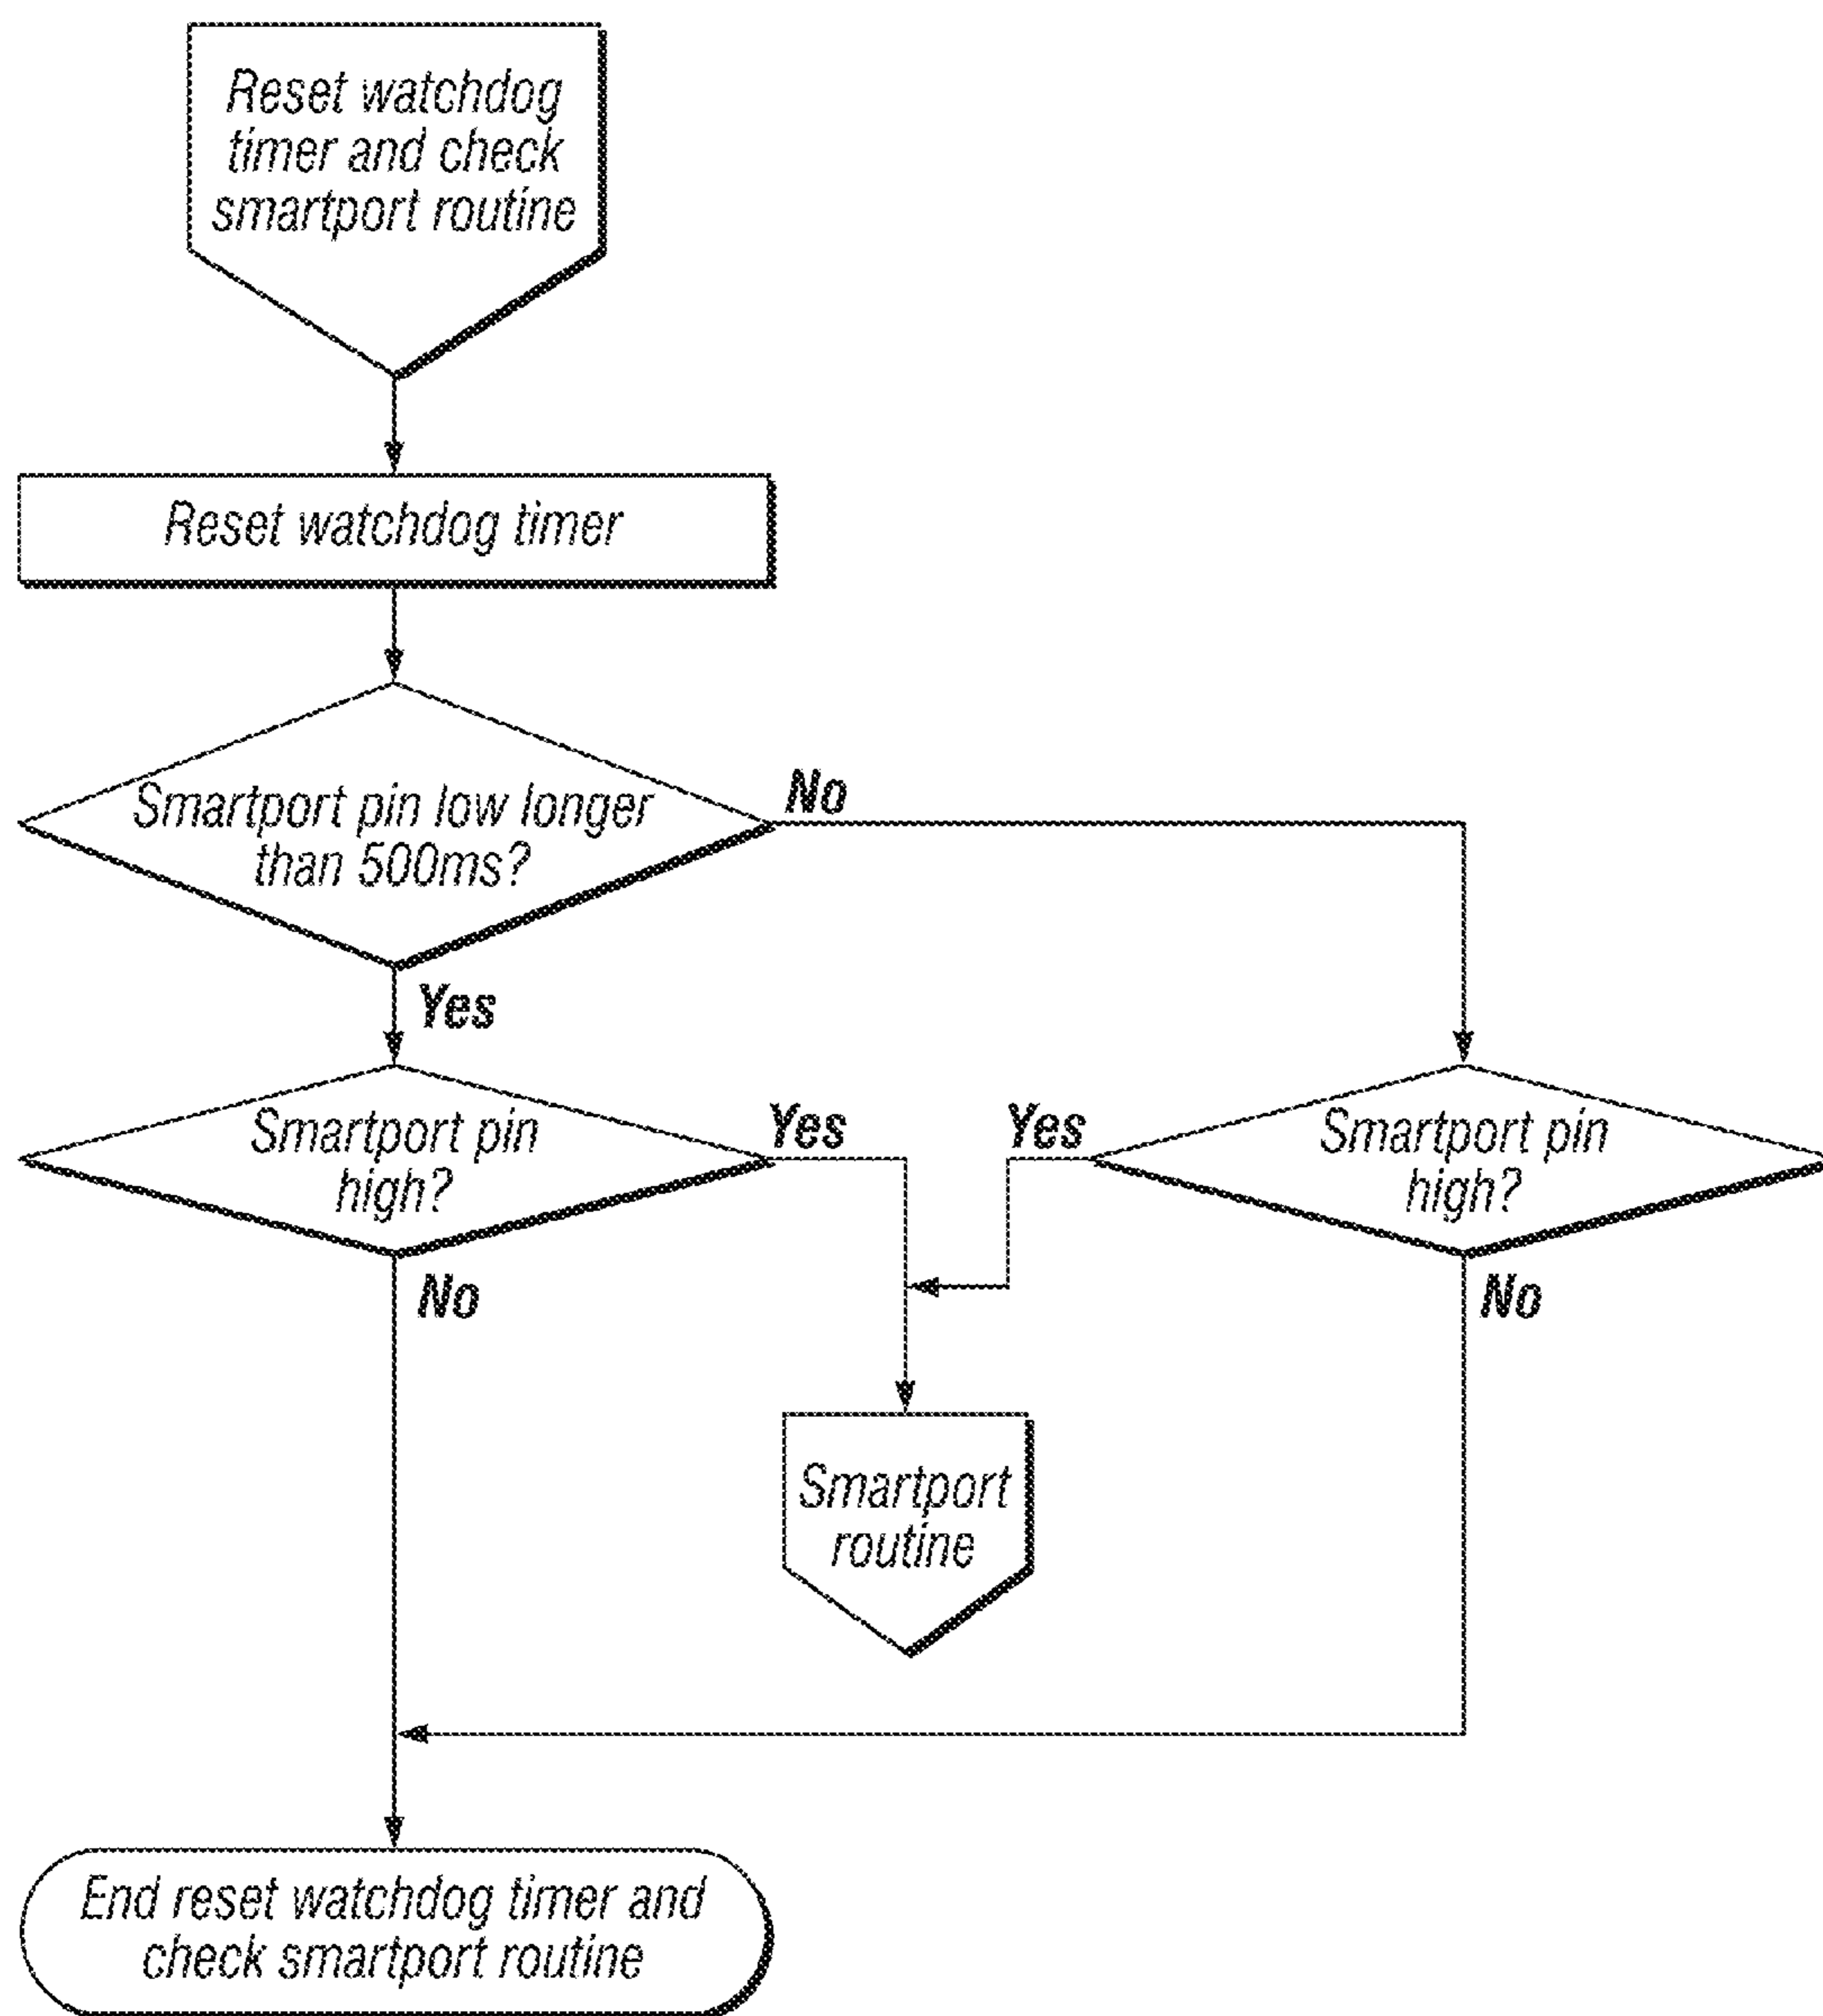 Reset watchdog
timer and check
smartport routine
Reset watchdog timer
Smartport pin low longer
than 500ms?
No
Yes
Smartport pin
high?
Yes
Yes
Smartport pin
high?
No
No
Smartport
routine
End reset watchdog timer and
check smartport routine